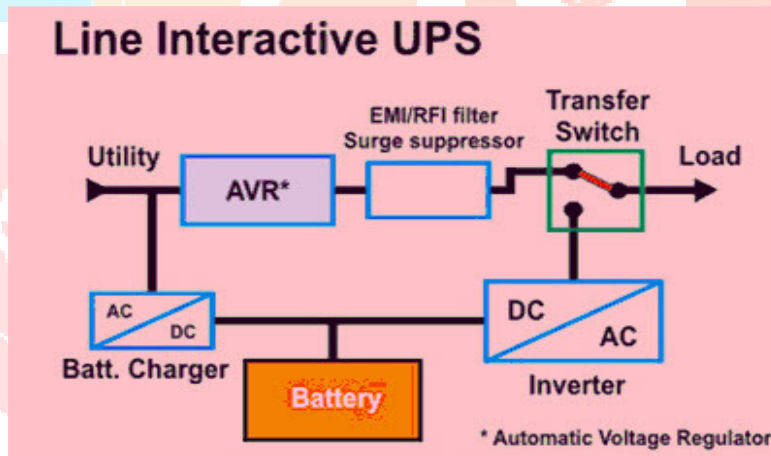 Line Interactive UPS
EMI/RFI filter
Surge suppressor
Transfer
Switch
Utility
Load
AVR*
AC
DC
DC
AC
Batt. Charger
Battery
Inverter
* Automatic Voltage Regulator